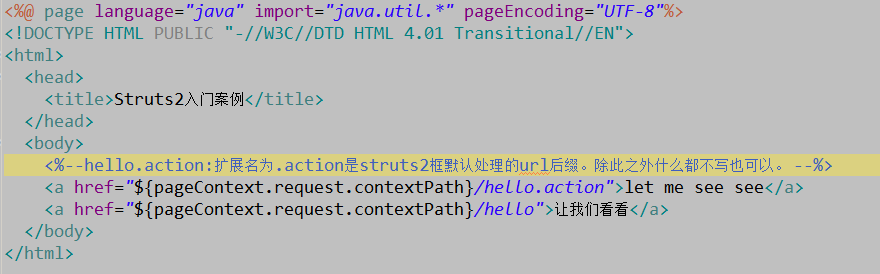 <%@ page language="java" import="java.util.*" pageEncoding="UTF-8"%>
<!DOCTYPE HTML PUBLIC "-//W3C//DTD HTML 4.01 Transitional//EN">
<html>
  <head>
    <title>Struts2入门案例</title>
  </head>
  <body>
    <%--hello.action:扩展名为.action是struts2框默认处理的url后缀。除此之外什么都不写也可以。 --%>
    <a href="${pageContext.request.contextPath}/hello.action">let me see see</a>
    <a href="${pageContext.request.contextPath}/hello">让我们看看</a>
  </body>
</html>